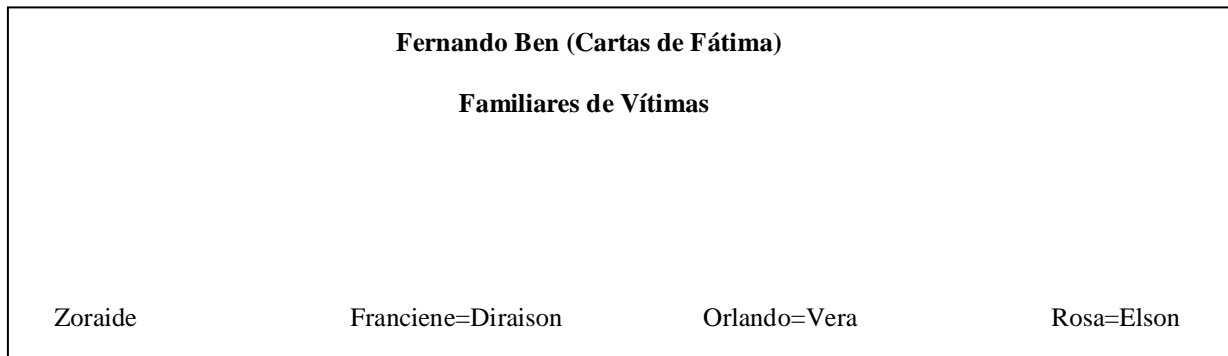 Fernando Ben (Cartas de Fátima)
Familiares de Vítimas
Zoraide Franciene=Diraison Orlando=Vera Rosa=Elson